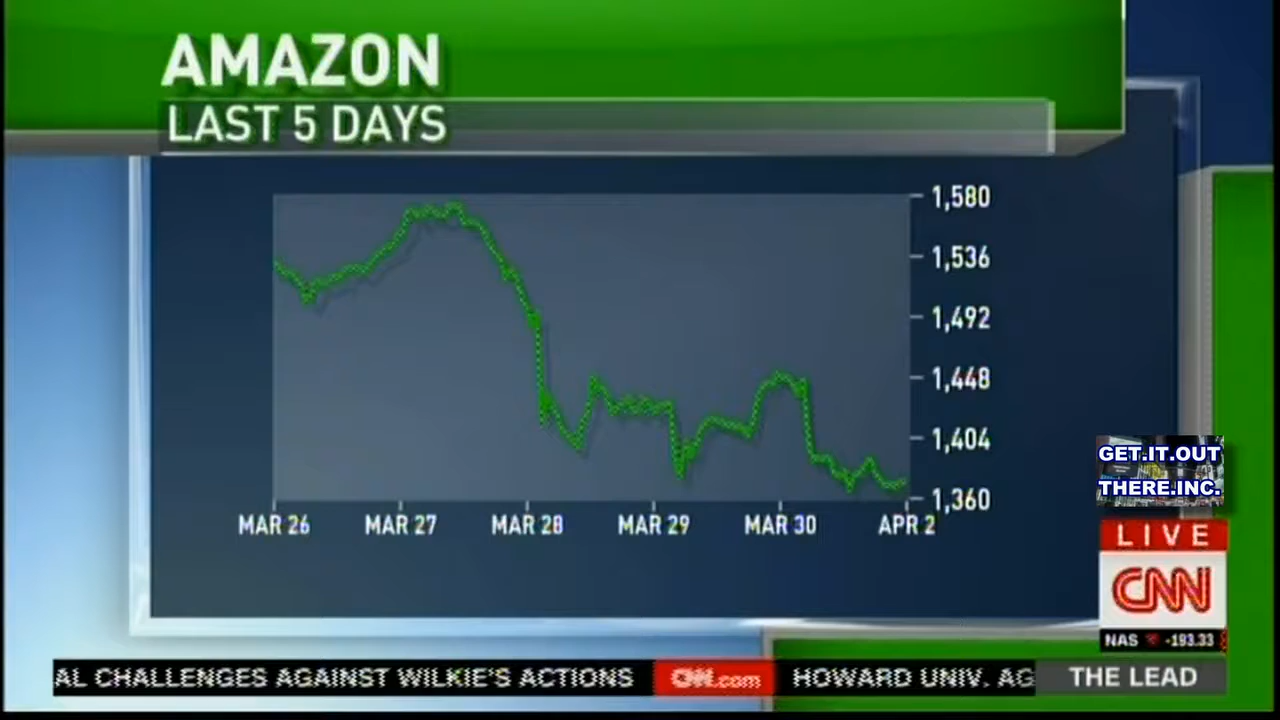 AMAZON
LAST 5 DAYS
1,580
1,536
1,492
1,448
1,404
1,360
MAR 26 MAR 27 MAR 28 MAR 29 MAR 30 APR 2
GET.IT.OUT
THERE.INC.
LIVE
CNN
NAS -193.33
AL CHALLENGES AGAINST WILKIE'S ACTIONS CNN.com HOWARD UNIV. AG THE LEAD